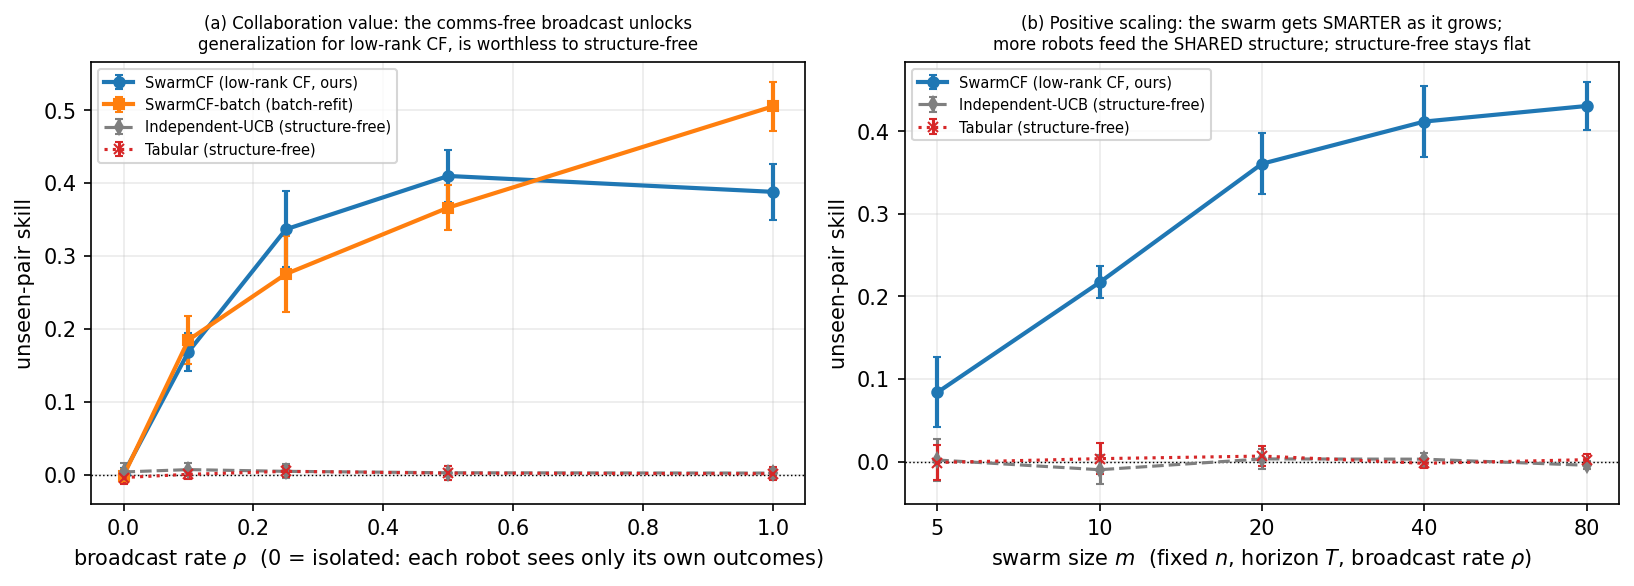 (a) Collaboration value: the comms-free broadcast unlocks
generalization for low-rank CF, is worthless to structure-free
SwarmCF (low-rank CF, ours)
SwarmCF-batch (batch-refit)
Independent-UCB (structure-free)
Tabular (structure-free)
unseen-pair skill
0.5
0.4
0.3
0.2
0.1
0.0
0.0 0.2 0.4 0.6 0.8 1.0
broadcast rate ρ (0 = isolated: each robot sees only its own outcomes)
(b) Positive scaling: the swarm gets SMARTER as it grows;
more robots feed the SHARED structure; structure-free stays flat
SwarmCF (low-rank CF, ours)
Independent-UCB (structure-free)
Tabular (structure-free)
unseen-pair skill
0.4
0.3
0.2
0.1
0.0
5 10 20 40 80
swarm size m (fixed n, horizon T, broadcast rate ρ)